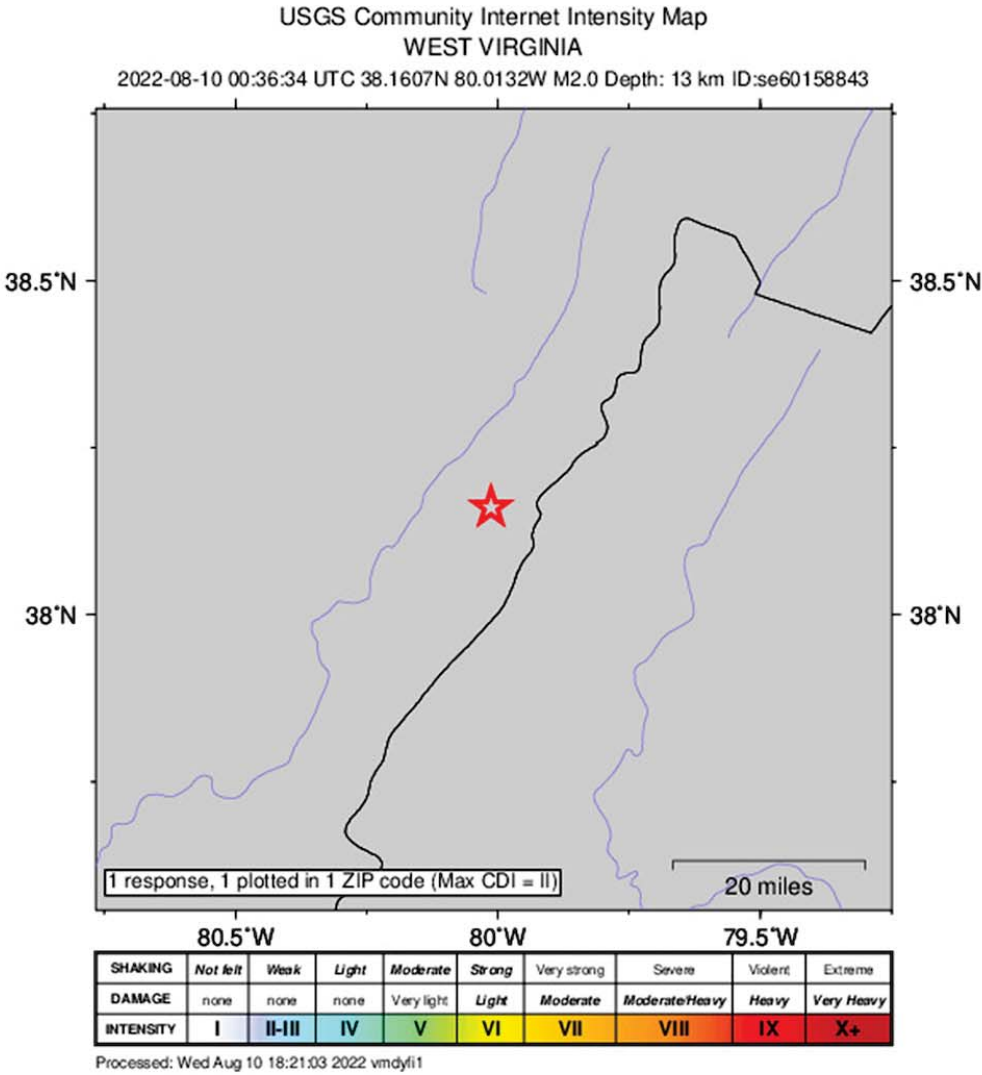 USGS Community Internet Intensity Map
WEST VIRGINIA
2022-08-10 00:36:34 UTC 38.1607N 80.0132W M2.0 Depth: 13 km ID:se60158843
38.5˚N 38.5˚N
38˚N 38˚N
1 response, 1 plotted in 1 ZIP code (Max CDI = II)
20 miles
80.5˚W 80˚W 79.5˚W
SHAKING Not felt Weak Light Moderate Strong Very strong Severe Violent Extreme
DAMAGE none none none Very light Light Moderate Moderate/Heavy Heavy Very Heavy
INTENSITY I II-III IV V VI VII VIII IX X+
Processed: Wed Aug 10 18:21:03 2022 vmdyfi1